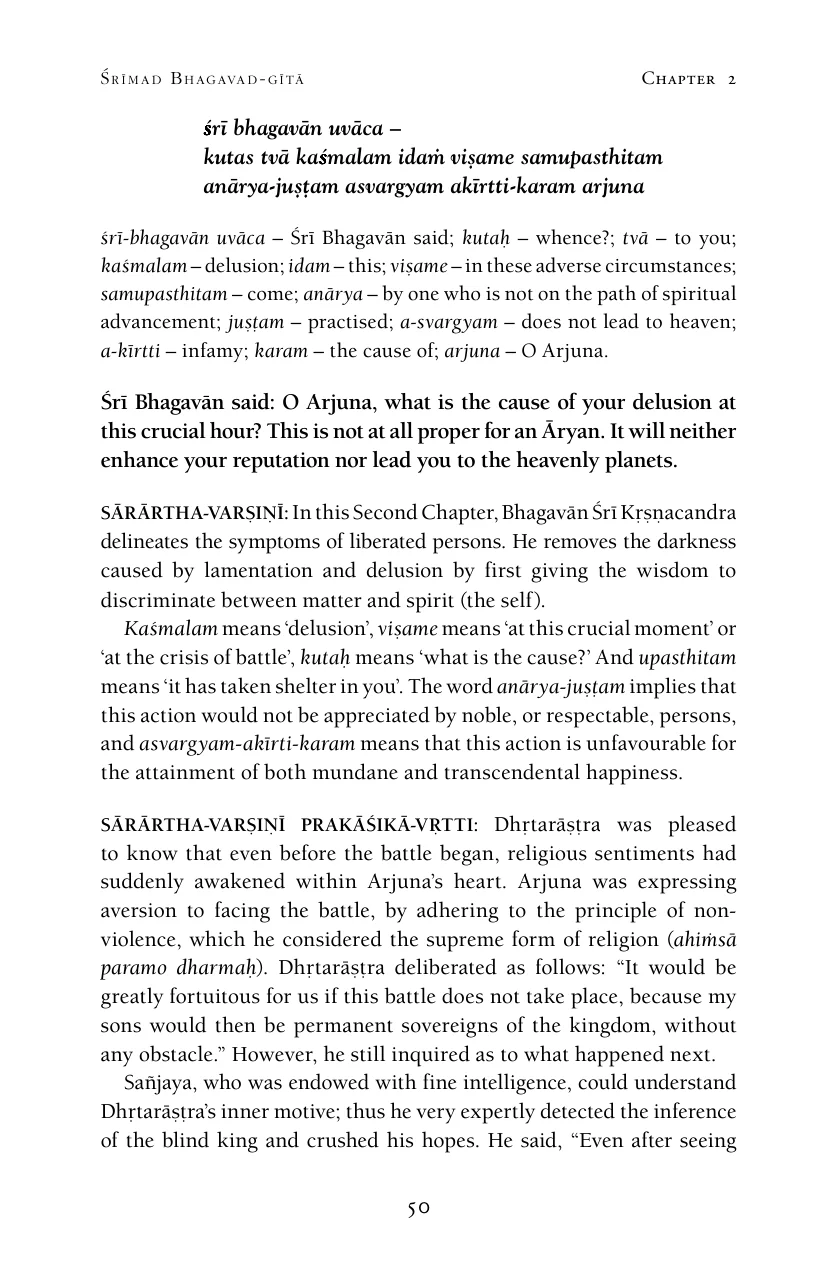 Śrīmad Bhagavad-gītā Chapter 2
śrī bhagavān uvāca –
kutas tvā kaśmalam idaṁ viṣame samupasthitam
anārya-juṣṭam asvargyam akīrtti-karam arjuna
śrī-bhagavān uvāca – Śrī Bhagavān said; kutaḥ – whence?; tvā – to you;
kaśmalam – delusion; idam – this; viṣame – in these adverse circumstances;
samupasthitam – come; anārya – by one who is not on the path of spiritual
advancement; juṣṭam – practised; a-svargyam – does not lead to heaven;
a-kīrtti – infamy; karam – the cause of; arjuna – O Arjuna.
Śrī Bhagavān said: O Arjuna, what is the cause of your delusion at
this crucial hour? This is not at all proper for an Āryan. It will neither
enhance your reputation nor lead you to the heavenly planets.
SĀRĀRTHA-VARṢIṆĪ: In this Second Chapter, Bhagavān Śrī Kṛṣṇacandra
delineates the symptoms of liberated persons. He removes the darkness
caused by lamentation and delusion by first giving the wisdom to
discriminate between matter and spirit (the self).
Kaśmalam means ‘delusion’, viṣame means ‘at this crucial moment’ or
‘at the crisis of battle’, kutaḥ means ‘what is the cause?’ And upasthitam
means ‘it has taken shelter in you’. The word anārya-juṣṭam implies that
this action would not be appreciated by noble, or respectable, persons,
and asvargyam-akīrti-karam means that this action is unfavourable for
the attainment of both mundane and transcendental happiness.
SĀRĀRTHA-VARṢIṆĪ PRAKĀŚIKĀ-VṚTTI: Dhṛtarāṣṭra was pleased
to know that even before the battle began, religious sentiments had
suddenly awakened within Arjuna’s heart. Arjuna was expressing
aversion to facing the battle, by adhering to the principle of non-
violence, which he considered the supreme form of religion (ahiṁsā
paramo dharmaḥ). Dhṛtarāṣṭra deliberated as follows: “It would be
greatly fortuitous for us if this battle does not take place, because my
sons would then be permanent sovereigns of the kingdom, without
any obstacle.” However, he still inquired as to what happened next.
Sañjaya, who was endowed with fine intelligence, could understand
Dhṛtarāṣṭra’s inner motive; thus he very expertly detected the inference
of the blind king and crushed his hopes. He said, “Even after seeing
50